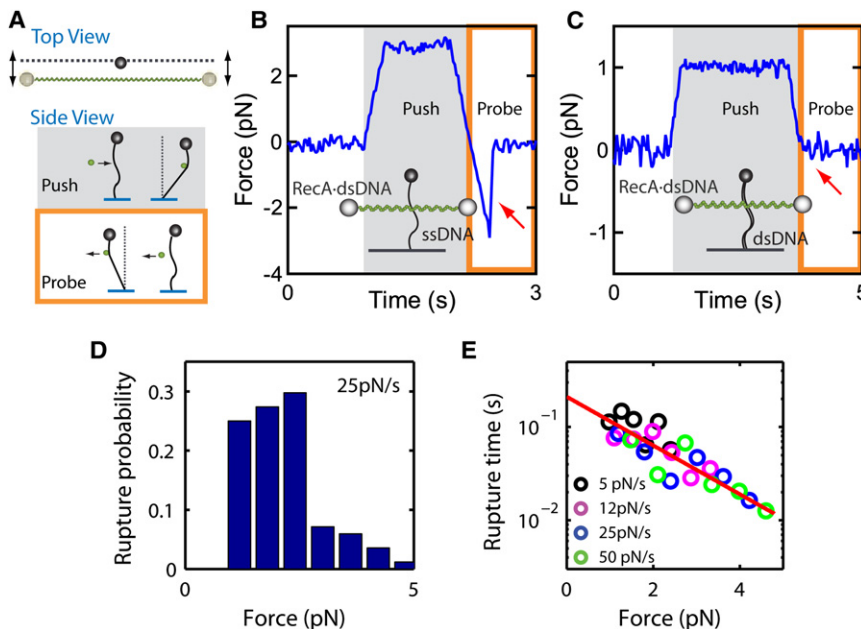 A
Top View
Side View
Push
Probe
B
Force (pN)
2
0
-2
-4
Push
Probe
RecA·dsDNA
ssDNA
0
Time (s)
3
C
Force (pN)
1
0
-1
Push
Probe
RecA·dsDNA
dsDNA
0
Time (s)
5
D
Rupture probability
0.3
0.2
0.1
0
25pN/s
5
0
Force (pN)
E
Rupture time (s)
10-1
10-2
5 pN/s
12pN/s
25pN/s
50 pN/s
0
2
4
Force (pN)